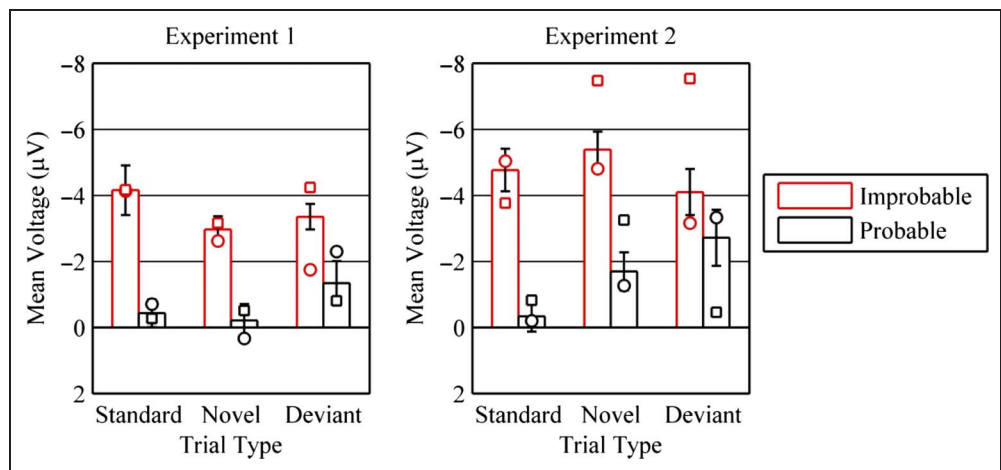 Experiment 1
Experiment 2
−8
−6
−4
−2
0
2
Mean Voltage (μV)
Standard Novel Deviant
Trial Type
−8
−6
−4
−2
0
2
Mean Voltage (μV)
Standard Novel Deviant
Trial Type
Improbable
Probable